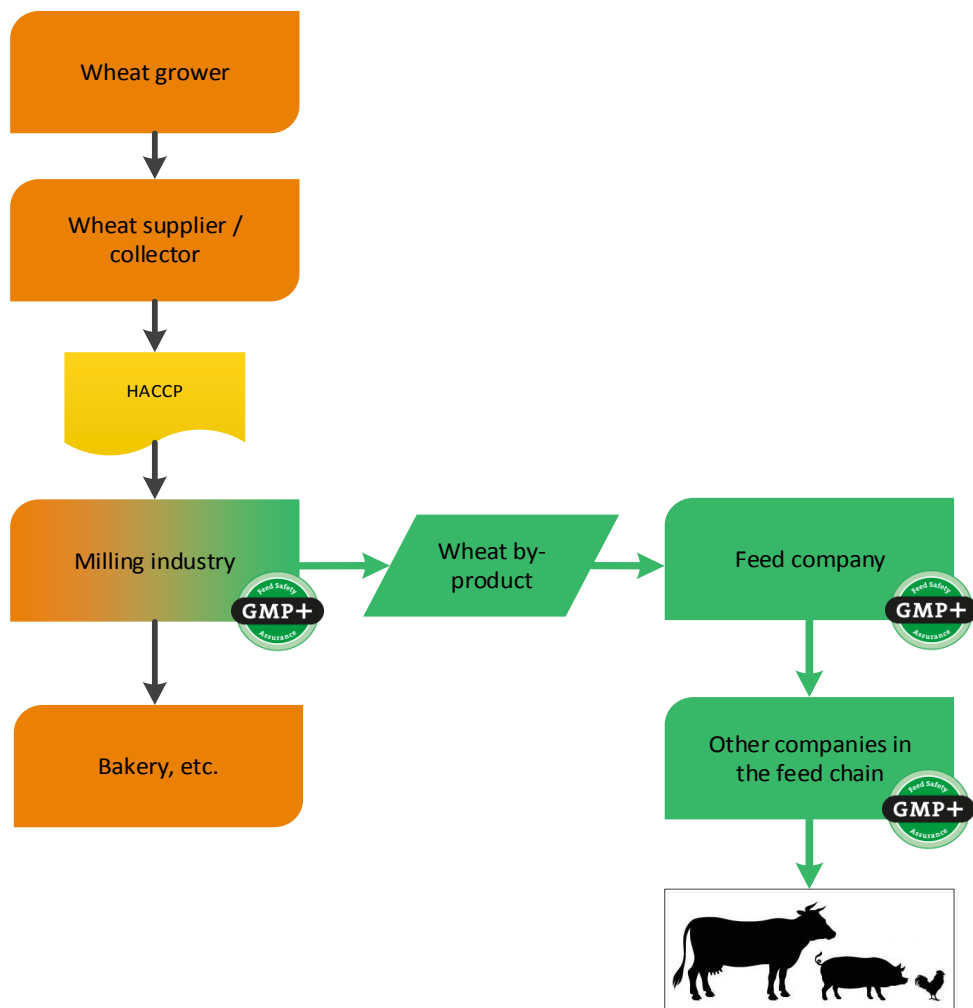 Wheat grower
Wheat supplier /
collector
HACCP
Milling industry
Feed Safety
GMP+
Assurance
Wheat by-
product
Feed company
Feed Safety
GMP+
Assurance
Bakery, etc.
Other companies in
the feed chain
Feed Safety
GMP+
Assurance